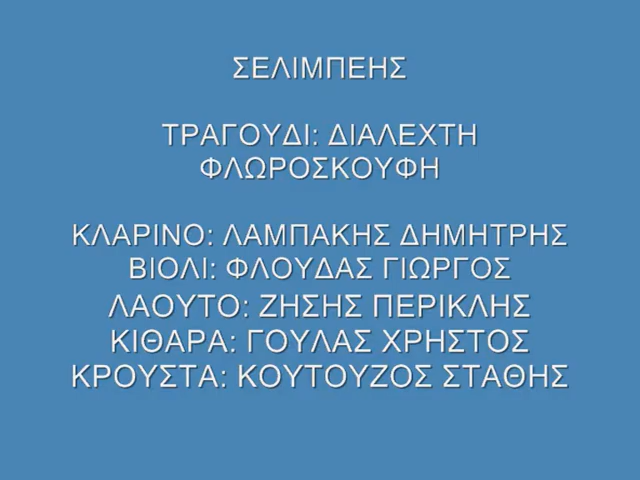 ΣΕΛΙΜΠΕΗΣ
ΤΡΑΓΟΥΔΙ: ΔΙΑΛΕΧΤΗ
ΦΛΩΡΟΣΚΟΥΦΗ
ΚΛΑΡΙΝΟ: ΛΑΜΠΑΚΗΣ ΔΗΜΗΤΡΗΣ
ΒΙΟΛΙ: ΦΛΟΥΔΑΣ ΓΙΩΡΓΟΣ
ΛΑΟΥΤΟ: ΖΗΣΗΣ ΠΕΡΙΚΛΗΣ
ΚΙΘΑΡΑ: ΓΟΥΛΑΣ ΧΡΗΣΤΟΣ
ΚΡΟΥΣΤΑ: ΚΟΥΤΟΥΖΟΣ ΣΤΑΘΗΣ